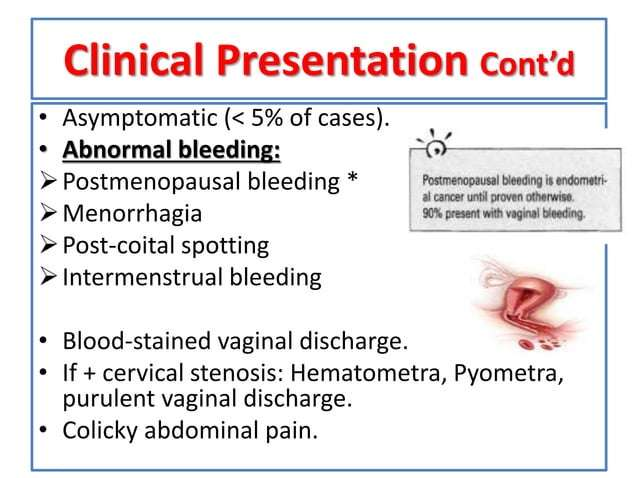 Clinical Presentation Cont'd
• Asymptomatic (< 5% of cases).
• Abnormal bleeding:
➢ Postmenopausal bleeding *
➢ Menorrhagia
➢ Post-coital spotting
➢ Intermenstrual bleeding
Postmenopausal bleeding is endometri-
al cancer until proven otherwise.
90% present with vaginal bleeding.
• Blood-stained vaginal discharge.
• If + cervical stenosis: Hematometra, Pyometra,
purulent vaginal discharge.
• Colicky abdominal pain.